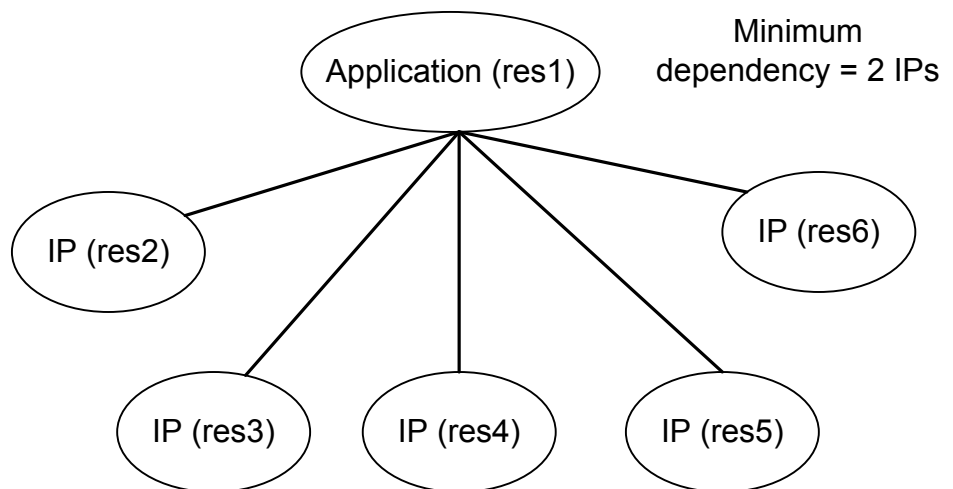 Minimum
dependency = 2 IPs
Application (res1)
IP (res2)
IP (res6)
IP (res3)
IP (res4)
IP (res5)